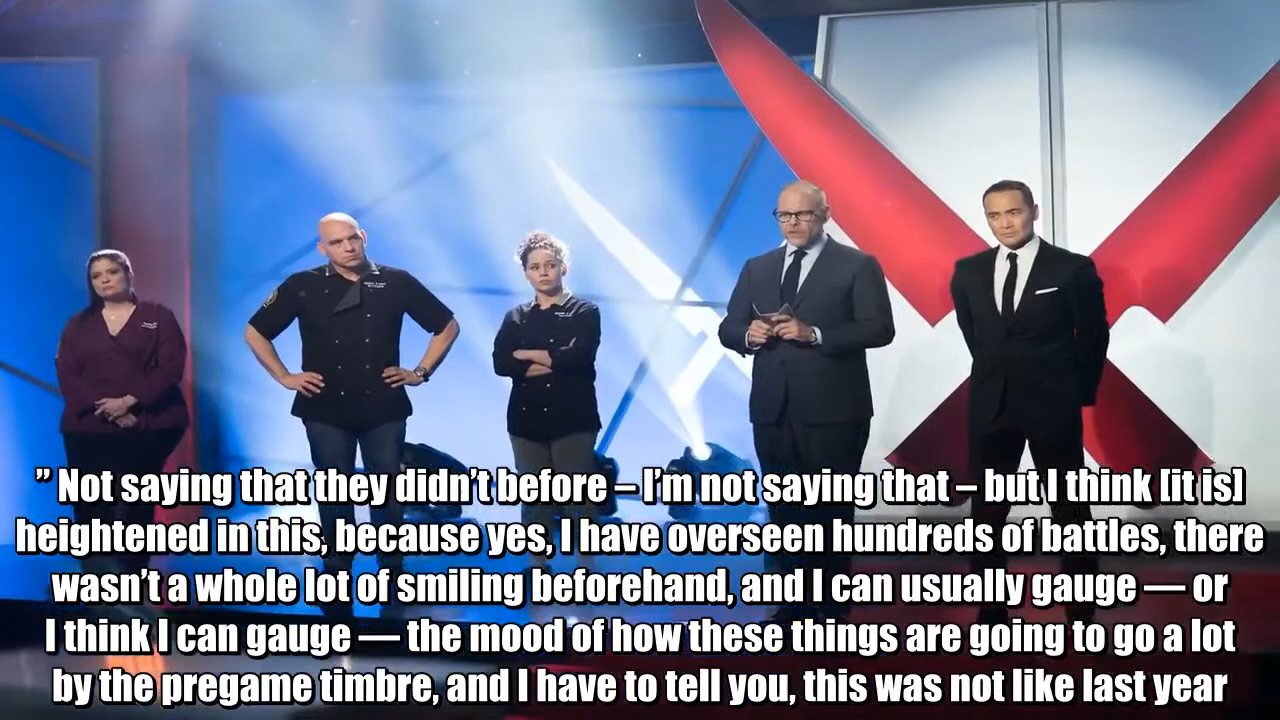 ” Not saying that they didn’t before – I’m not saying that – but I think [it is]
heightened in this, because yes, I have overseen hundreds of battles, there
wasn’t a whole lot of smiling beforehand, and I can usually gauge — or
I think I can gauge — the mood of how these things are going to go a lot
by the pregame timbre, and I have to tell you, this was not like last year